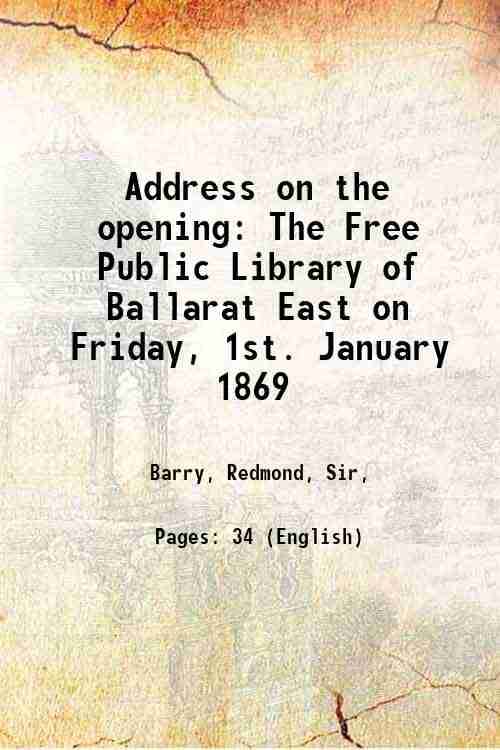 Address on the
opening: The Free
Public Library of
Ballarat East on
Friday, 1st. January
1869
Barry, Redmond, Sir,
Pages: 34 (English)